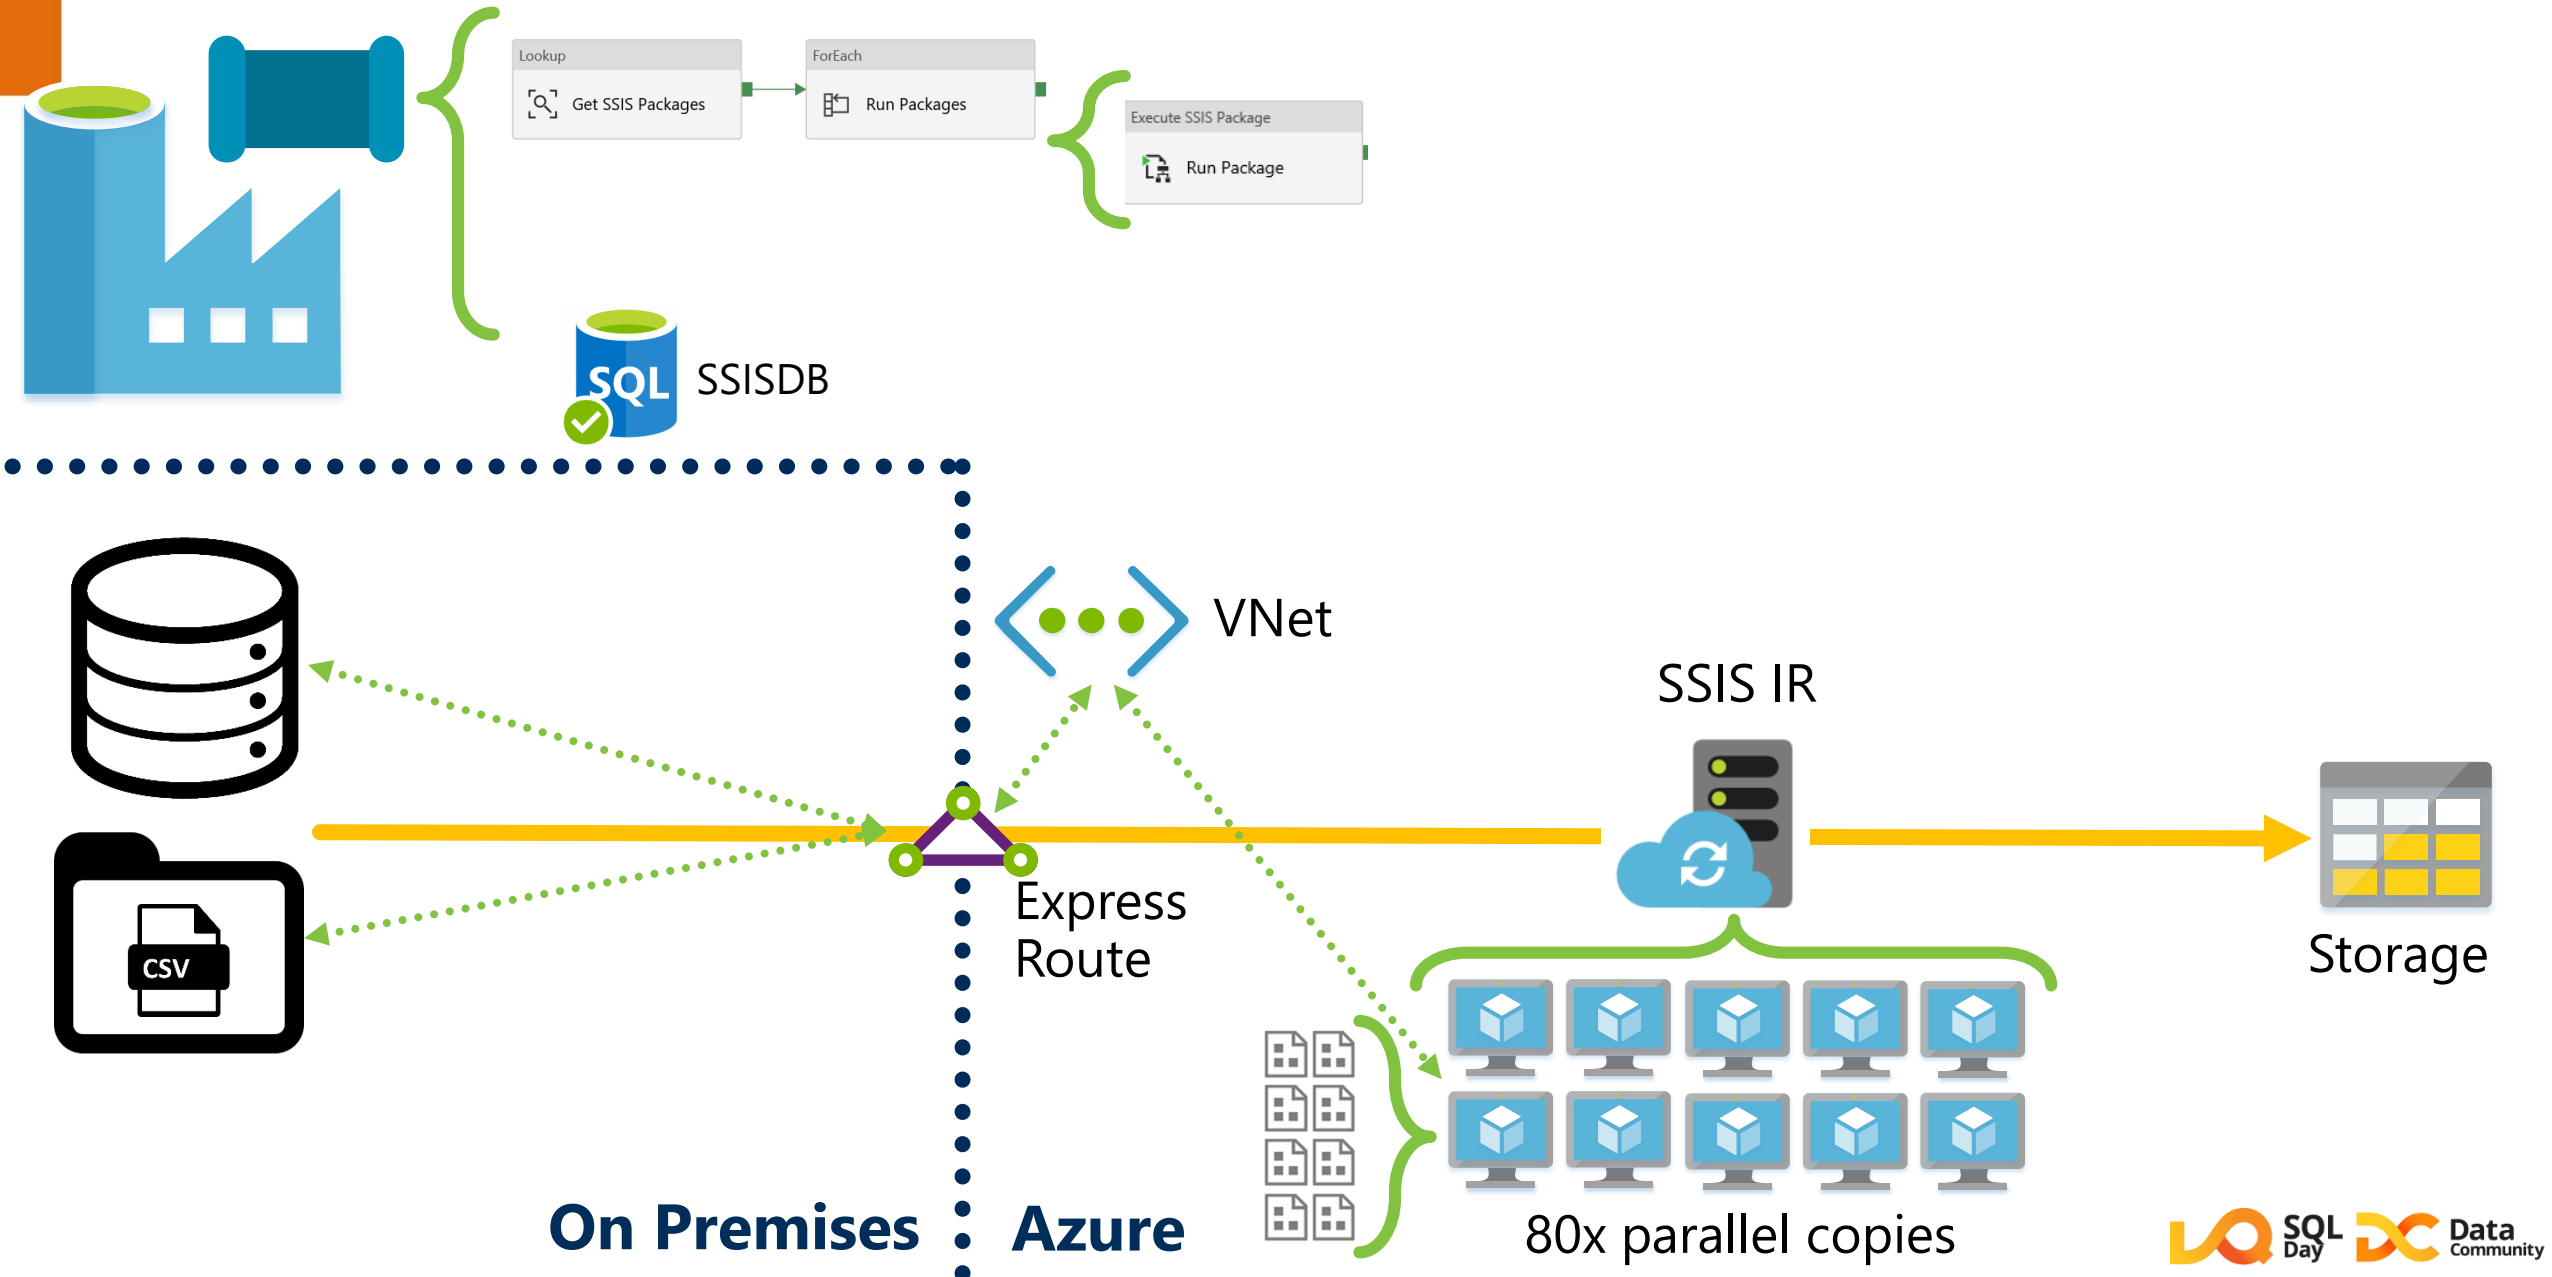 Lookup
Get SSIS Packages
ForEach
Run Packages
Execute SSIS Package
Run Package
SQL
SSISDB
VNet
SSIS IR
CSV
Express
Route
Storage
On Premises
Azure
80x parallel copies
SQL
Day
Data
Community